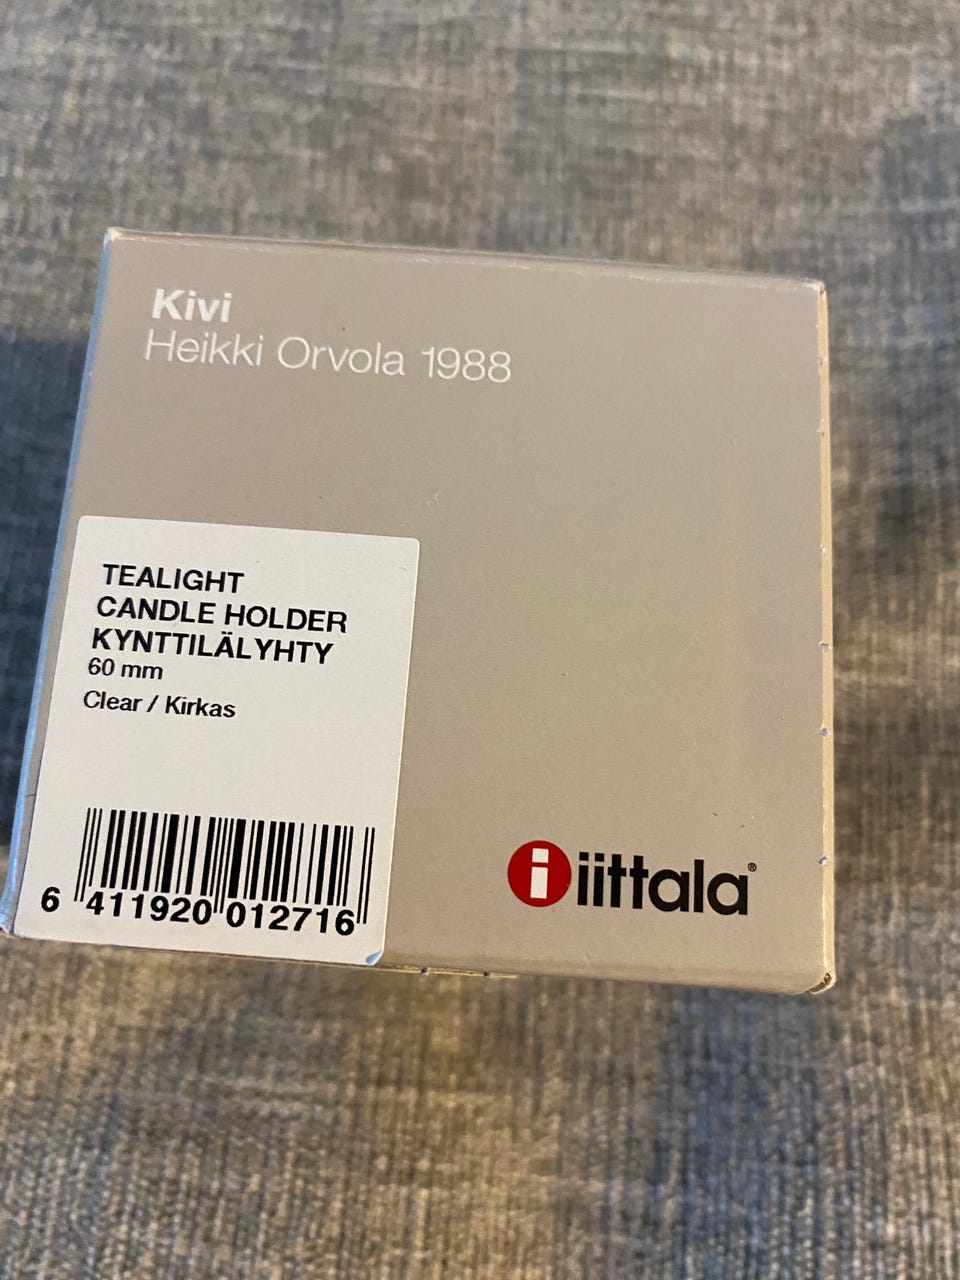 Kivi
Heikki Orvola 1988
TEALIGHT
CANDLE HOLDER
KYNTTILÄLYHTY
60 mm
Clear / Kirkas
6 411920 012716
i iittala®